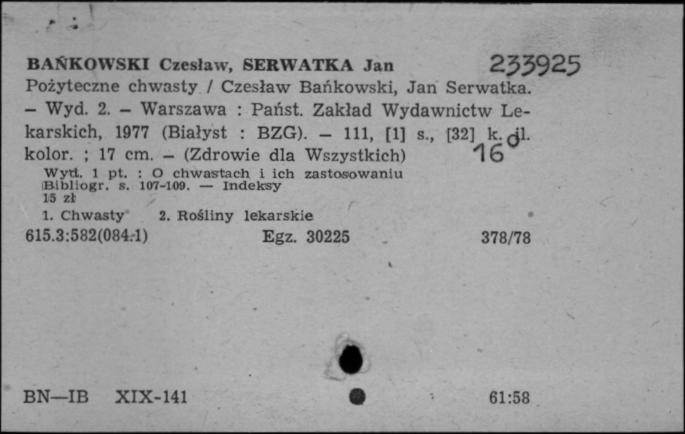 BAŃKOWSKI Czesław, SERWATKA Jan 233925
Pożyteczne chwasty / Czesław Bańkowski, Jan Serwatka.
— Wyd. 2. — Warszawa : Państ. Zakład Wydawnictw Le-
karskich, 1977 (Białyst : BZG). — 111, [1] s., [32] k. il.
kolor. ; 17 cm. — (Zdrowie dla Wszystkich) 16°
Wyd. 1 pt. : O chwastach i ich zastosowaniu
Bibliogr. s. 107-109. — Indeksy
15 zł
1. Chwasty 2. Rośliny lekarskie
615.3:582(084.1) Egz. 30225 378/78
BN—IB XIX-141 61:58